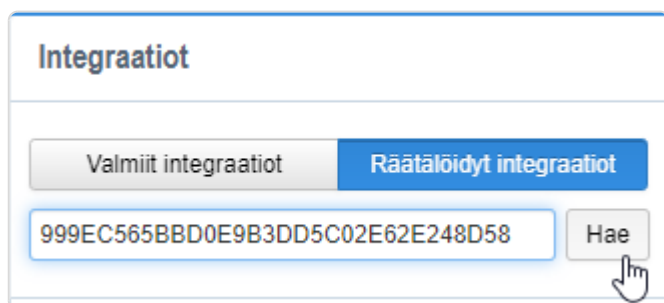 Integraatiot
Valmiit integraatiot Räätälöidyt integraatiot
999EC565BBD0E9B3DD5C02E62E248D58 Hae